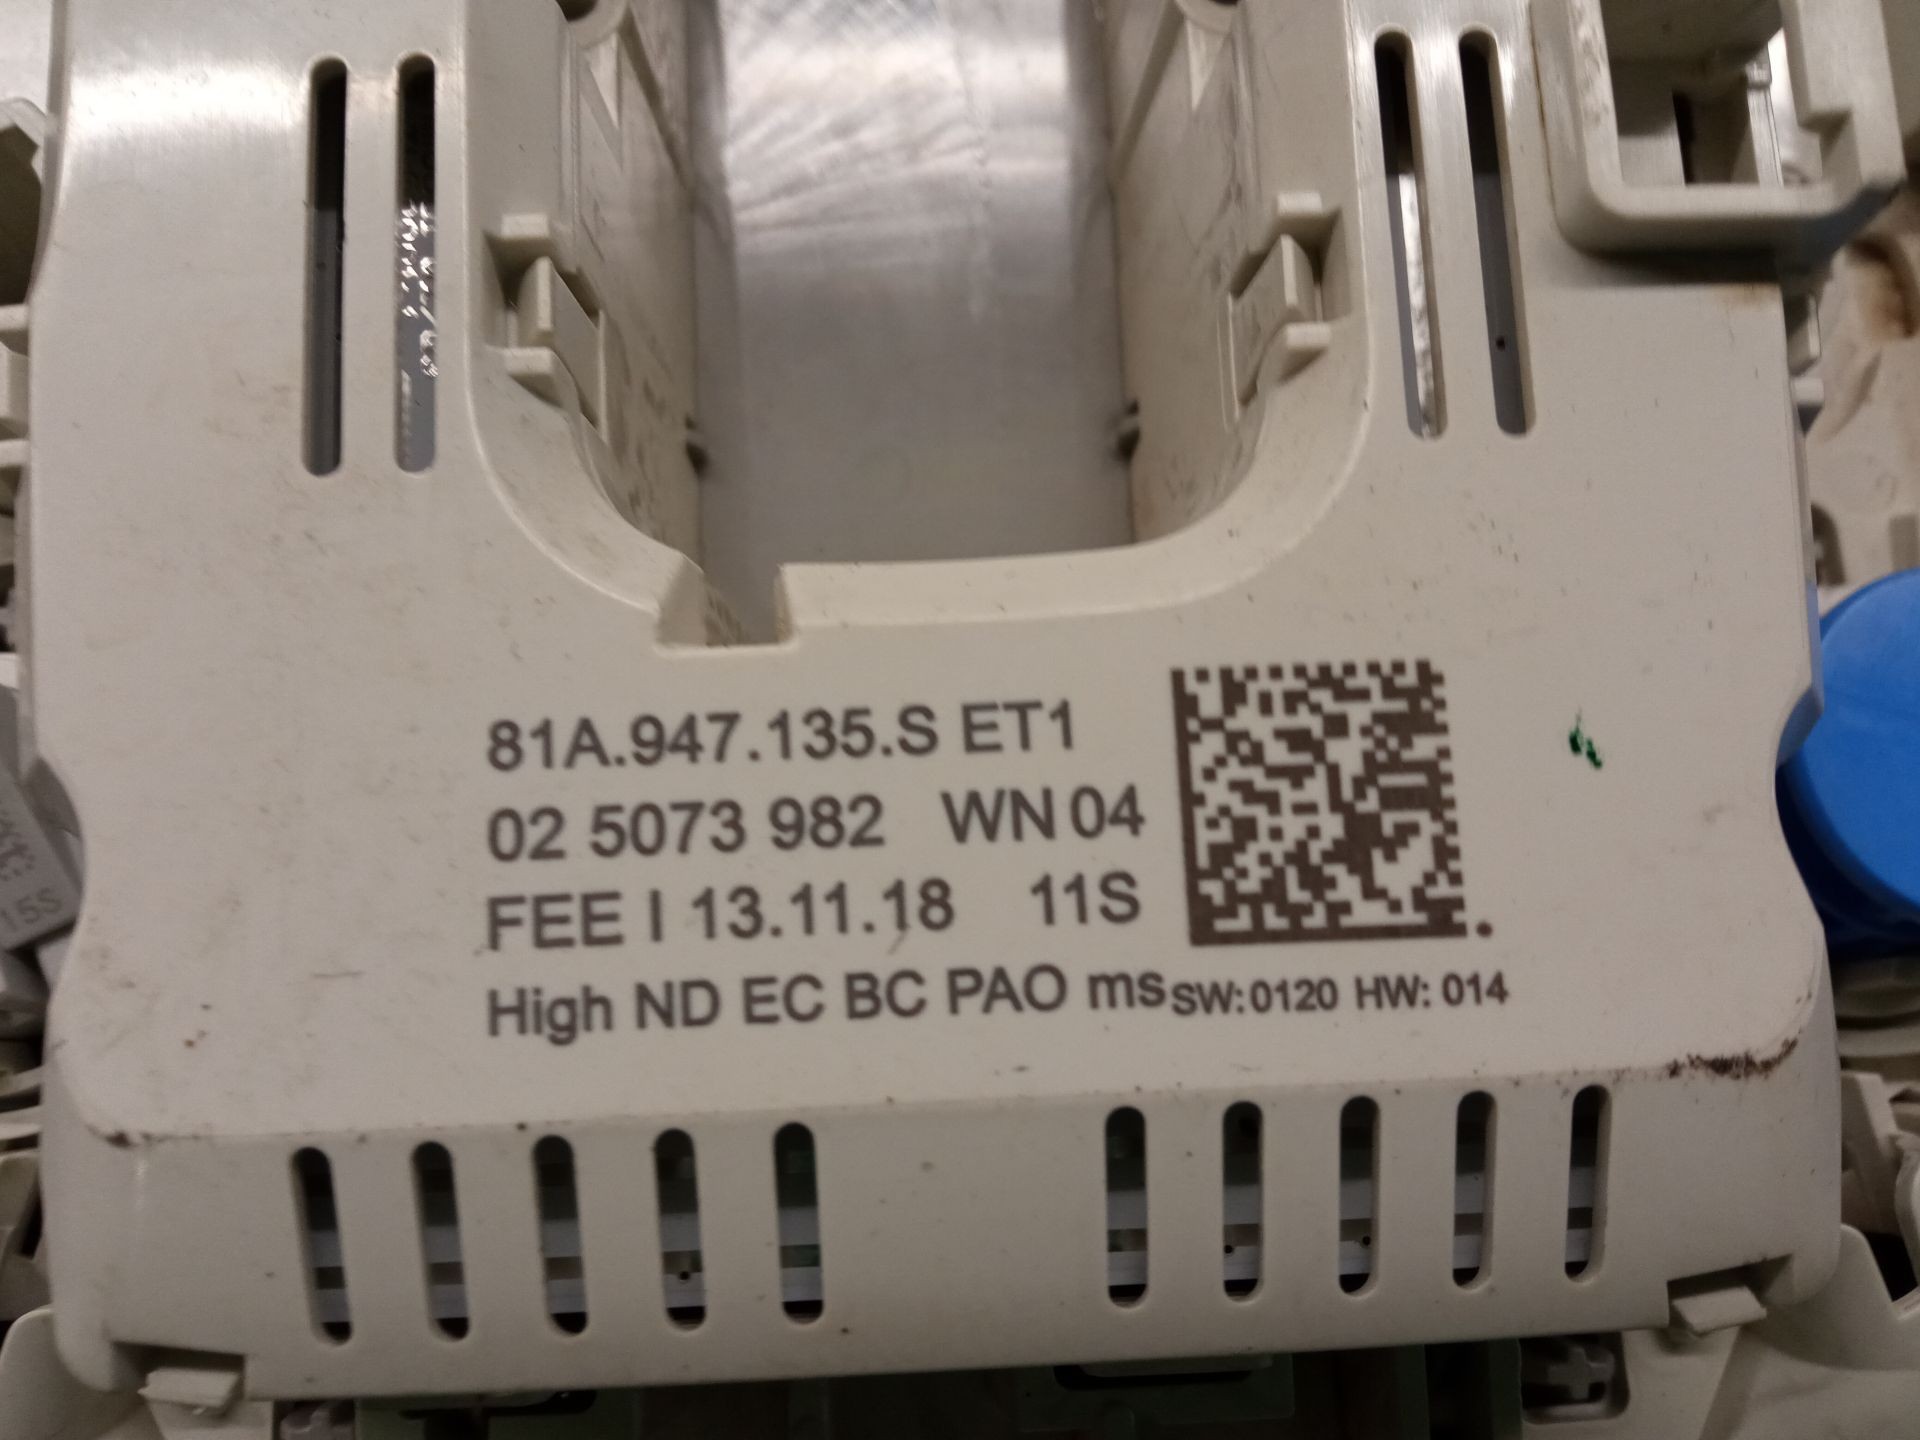 81A.947.135.S ET1
02 5073 982 WN 04
FEE I 13.11.18 11S
High ND EC BC PAO ms SW:0120 HW: 014